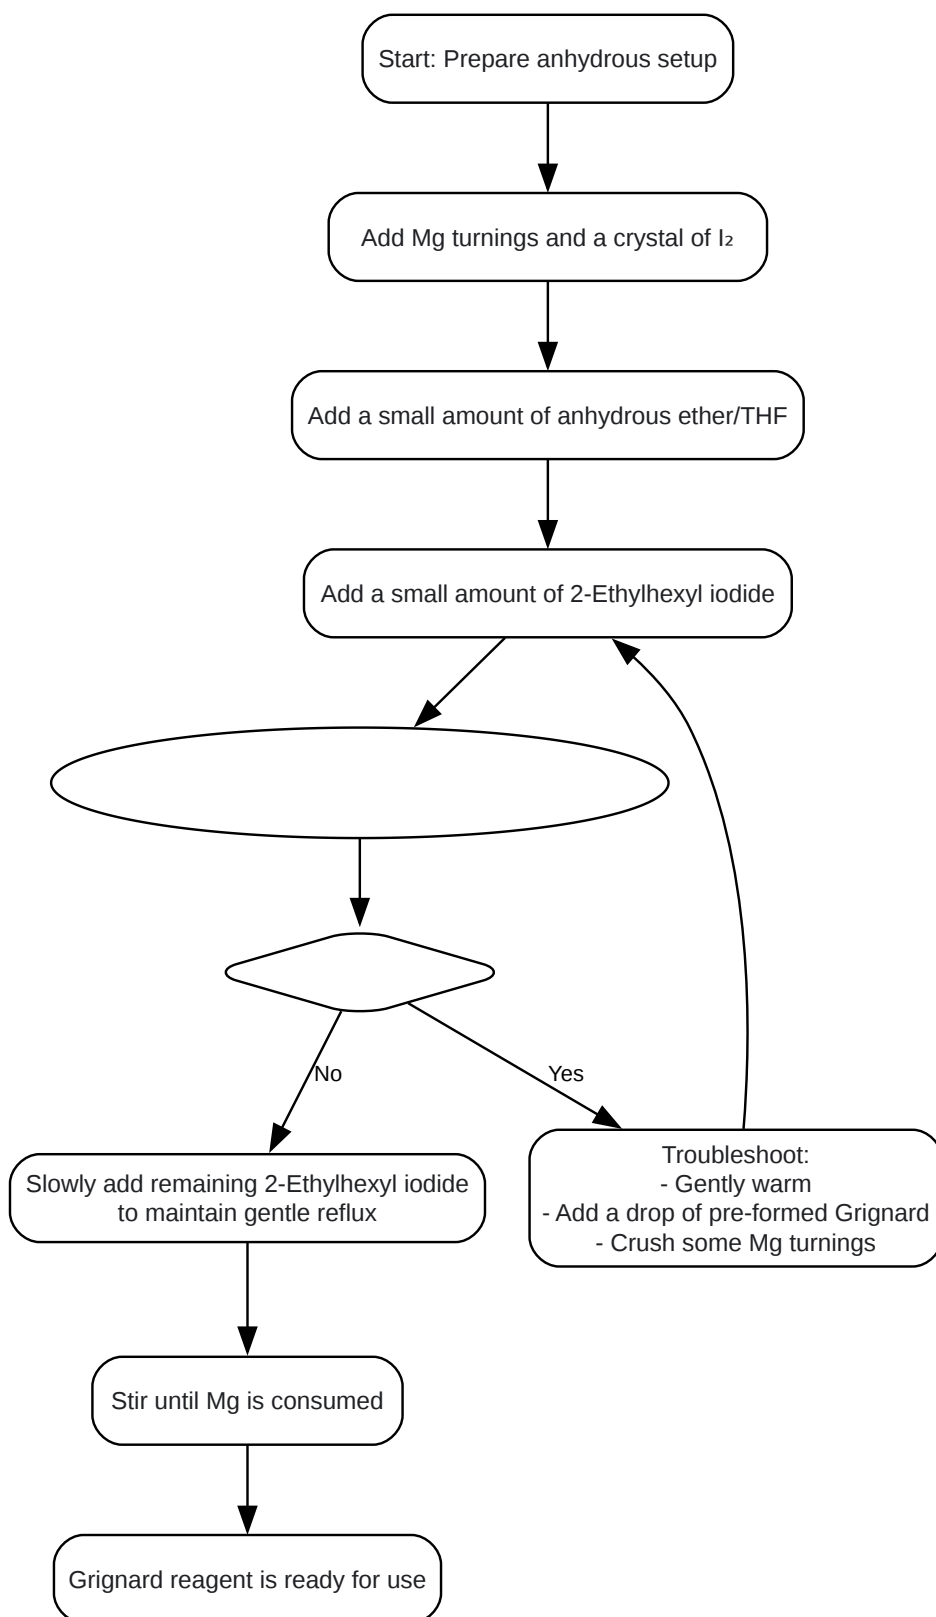 Start: Prepare anhydrous setup
Add Mg turnings and a crystal of I₂
Add a small amount of anhydrous ether/THF
Add a small amount of 2-Ethylhexyl iodide
No
Yes
Slowly add remaining 2-Ethylhexyl iodide
to maintain gentle reflux
Troubleshoot:
- Gently warm
- Add a drop of pre-formed Grignard
- Crush some Mg turnings
Stir until Mg is consumed
Grignard reagent is ready for use